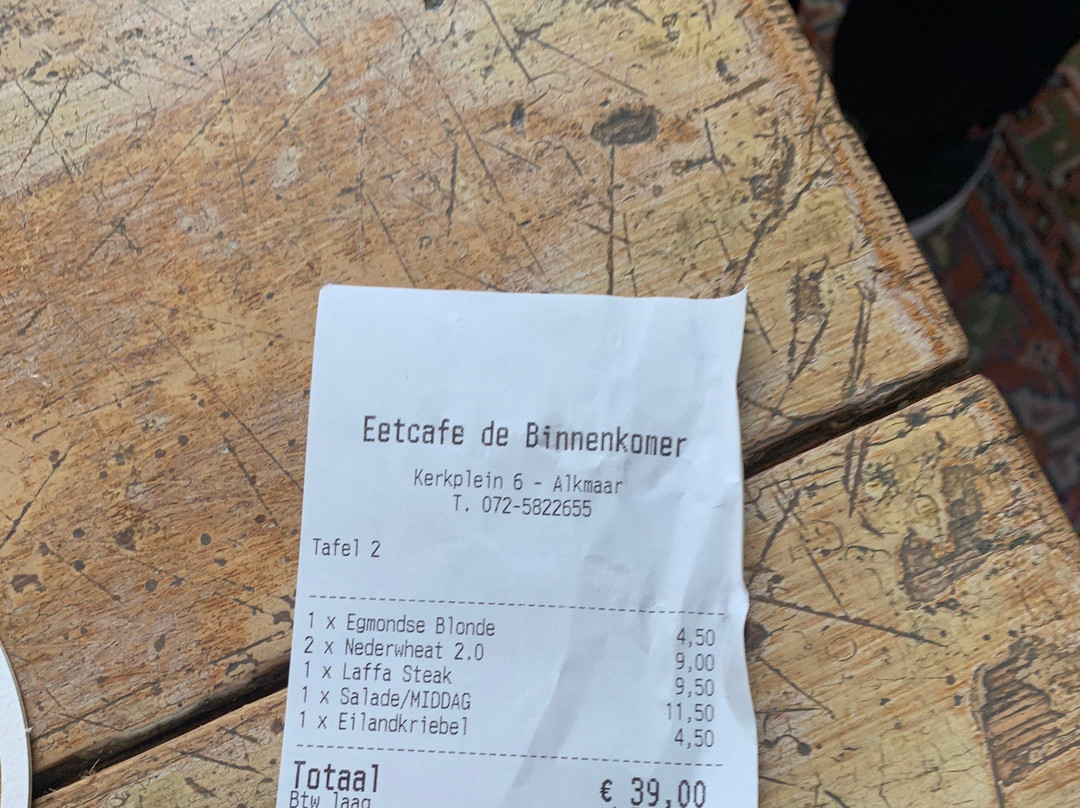 Eetcafe de Binnenkomer
Kerkplein 6 - Alkmaar
T. 072-5822655
Tafel 2
1 x Egmondse Blonde 4,50
2 x Nederwheat 2.0 9,00
1 x Laffa Steak 9,50
1 x Salade/MIDDAG 11,50
1 x Eilandkriebel 4,50
Totaal € 39,00
Btw laag